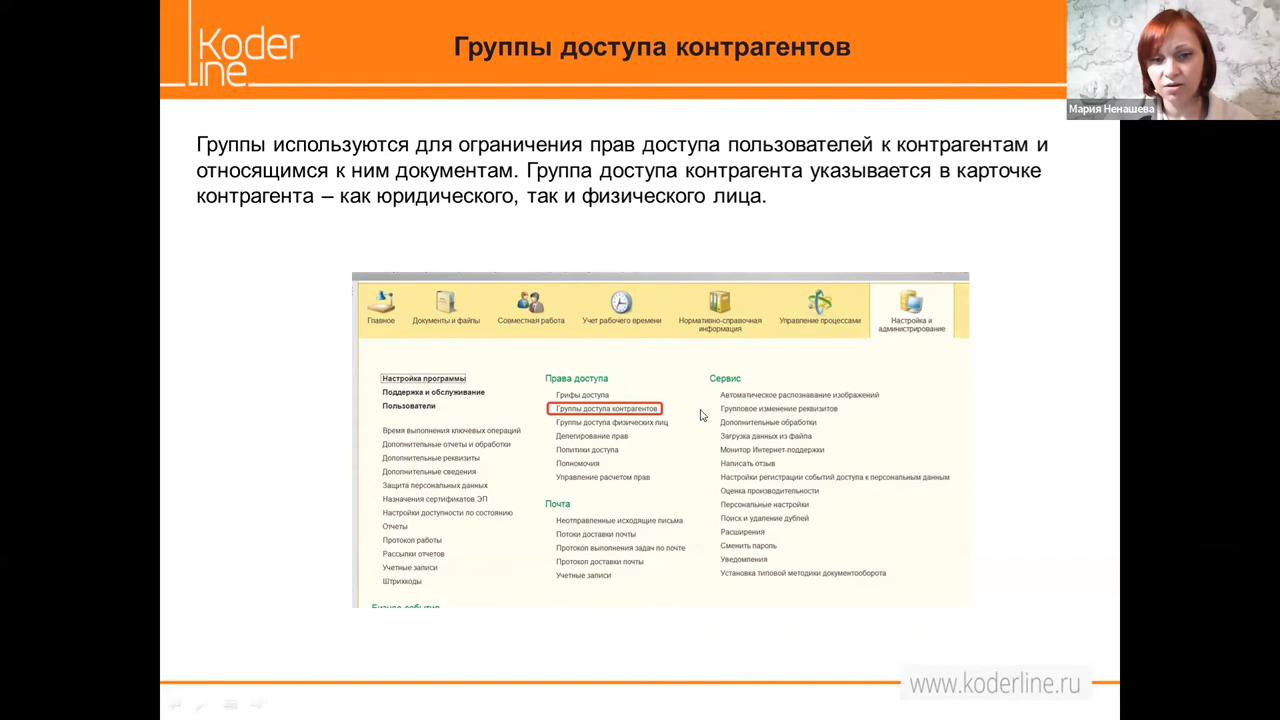 Koder
line
Группы доступа контрагентов
Мария Ненашева
Группы используются для ограничения прав доступа пользователей к контрагентам и
относящимся к ним документам. Группа доступа контрагента указывается в карточке
контрагента – как юридического, так и физического лица.
Главное
Документы и файлы
Совместная работа
Учет рабочего времени
Нормативно-справочная
информация
Управление процессами
Настройка и
администрирование
Настройка программы
Поддержка и обслуживание
Пользователи
Время выполнения ключевых операций
Дополнительные отчеты и обработки
Дополнительные реквизиты
Дополнительные сведения
Защита персональных данных
Назначения сертификатов ЭП
Настройки доступности по состоянию
Отчеты
Протокол работы
Рассылки отчетов
Учетные записи
Штрихкоды
Бизнес-события
Права доступа
Грифы доступа
Группы доступа контрагентов
Группы доступа физических лиц
Делегирование прав
Политики доступа
Полномочия
Управление расчетом прав
Почта
Неотправленные исходящие письма
Потоки доставки почты
Протокол выполнения задач по почте
Протокол доставки почты
Учетные записи
Сервис
Автоматическое распознавание изображений
Групповое изменение реквизитов
Дополнительные обработки
Загрузка данных из файла
Монитор Интернет-поддержки
Написать отзыв
Настройки регистрации событий доступа к персональным данным
Оценка производительности
Персональные настройки
Поиск и удаление дублей
Расширения
Сменить пароль
Уведомления
Установка типовой методики документооборота
www.koderline.ru